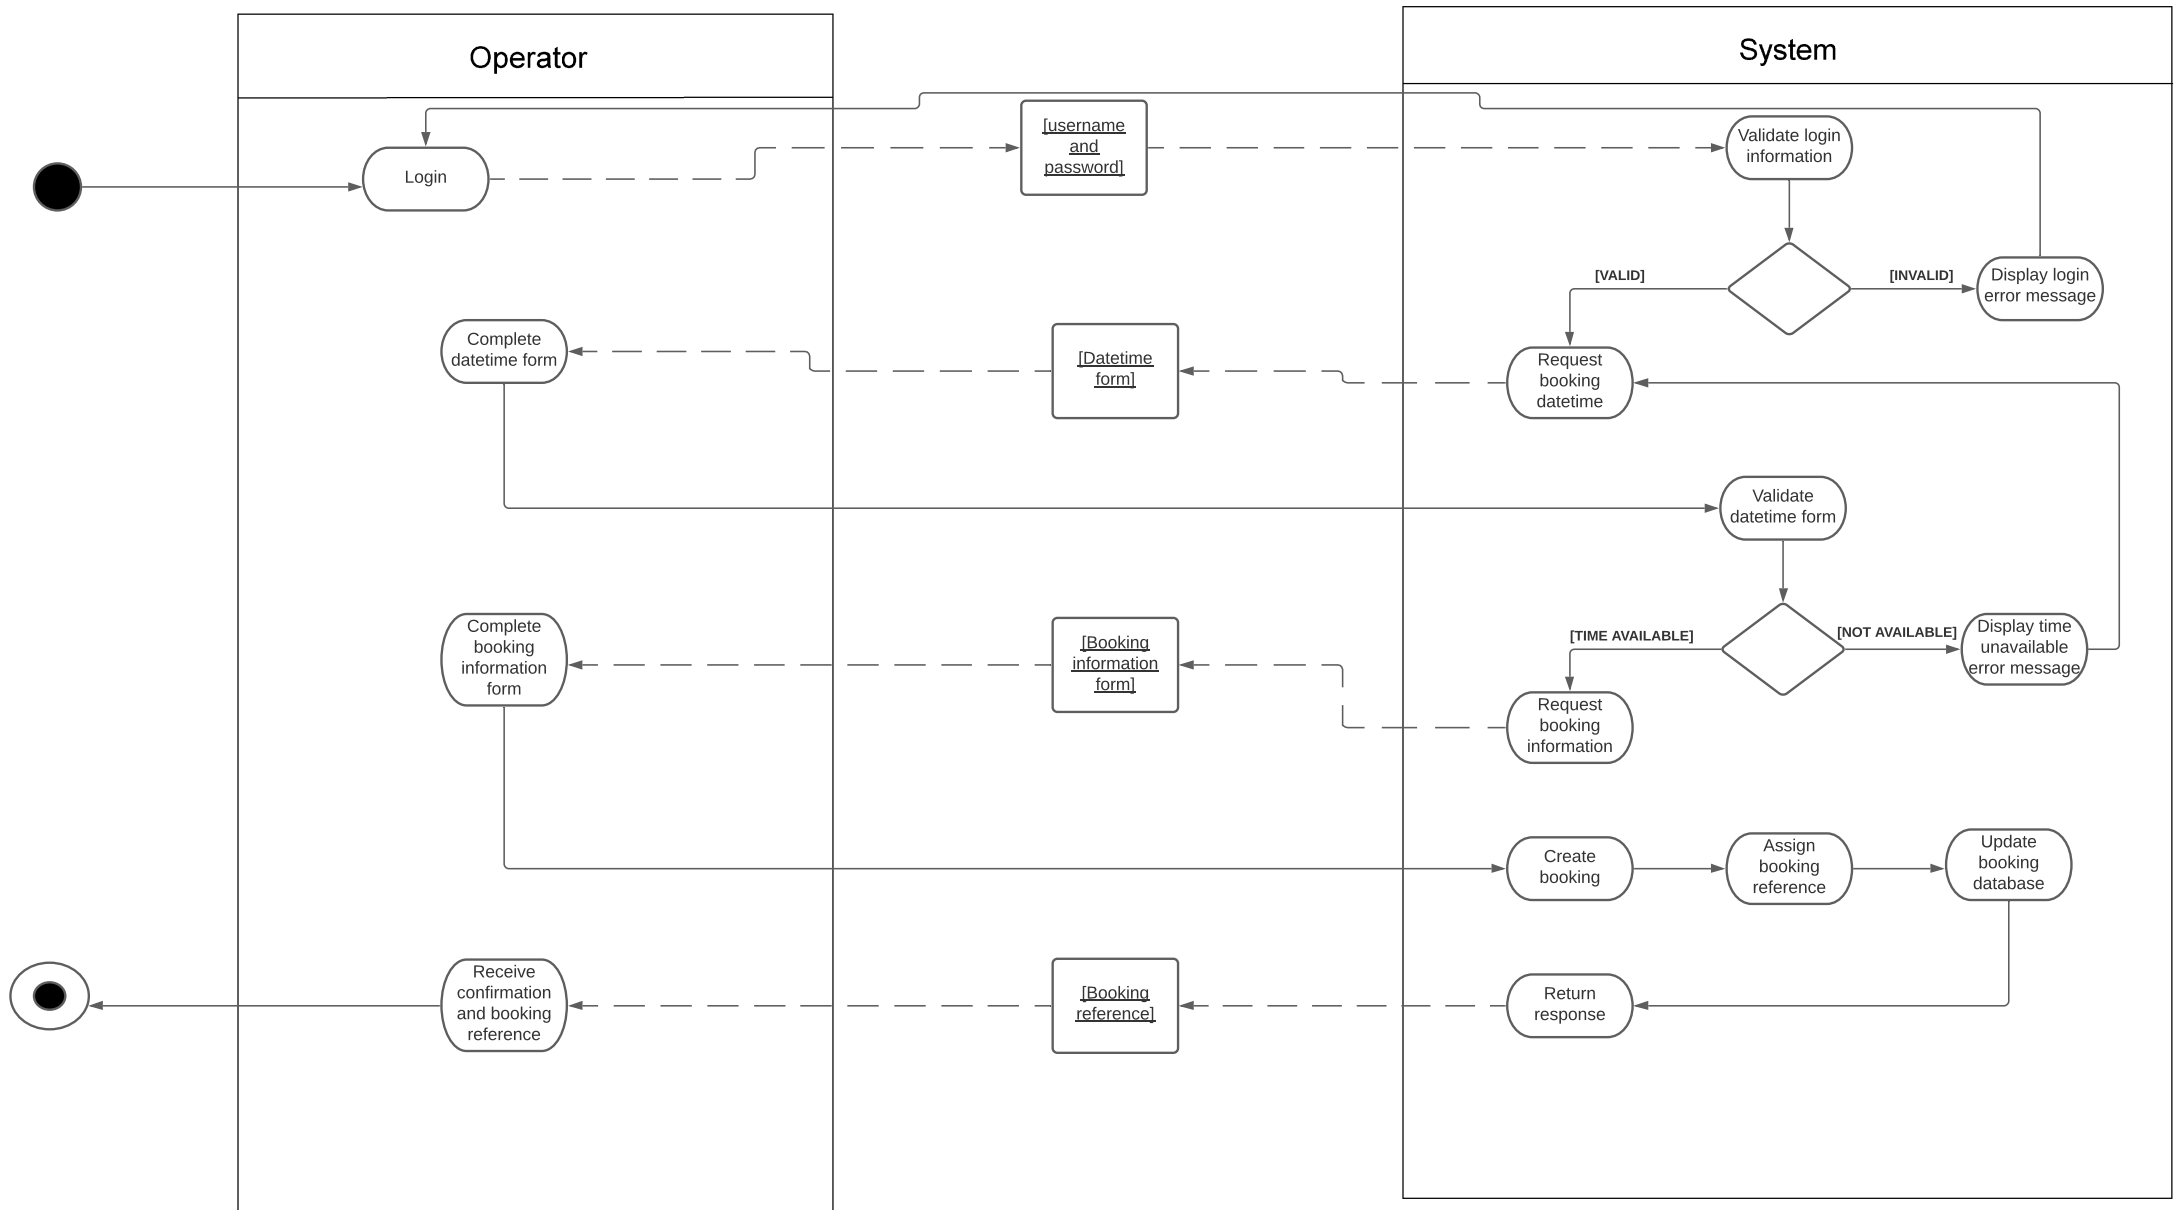 Operator
System
[username
and
password]
Validate login
information
Login
[VALID]
[INVALID]
Display login
error message
Complete
datetime form
[Datetime
form]
Request
booking
datetime
Validate
datetime form
Complete
booking
information
form
[Booking
information
form]
[TIME AVAILABLE]
[NOT AVAILABLE]
Display time
unavailable
error message
Request
booking
information
Create
booking
Assign
booking
reference
Update
booking
database
Receive
confirmation
and booking
reference
[Booking
reference]
Return
response